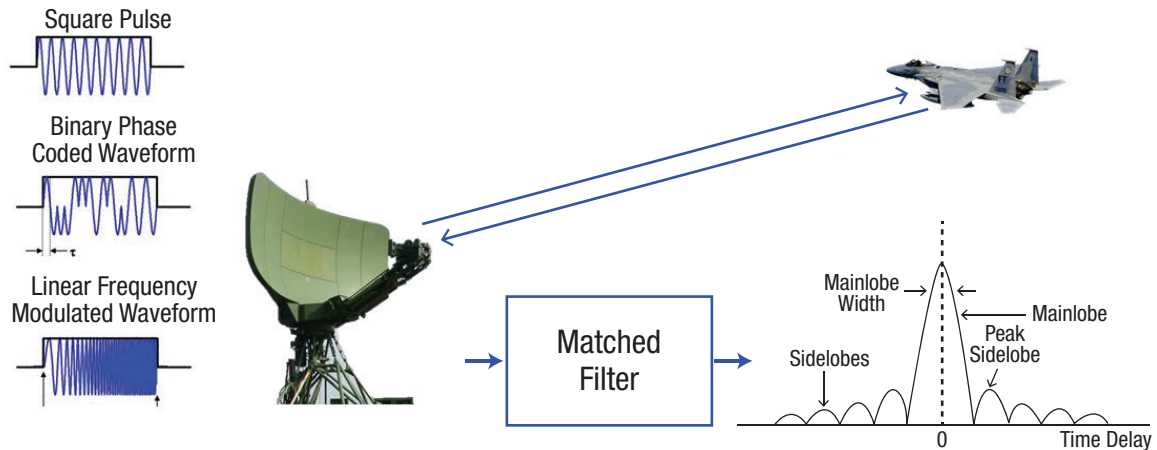 Square Pulse
Binary Phase
Coded Waveform
τ
Linear Frequency
Modulated Waveform
Matched
Filter
Mainlobe
Width
Mainlobe
Peak
Sidelobe
Sidelobes
0
Time Delay
FT